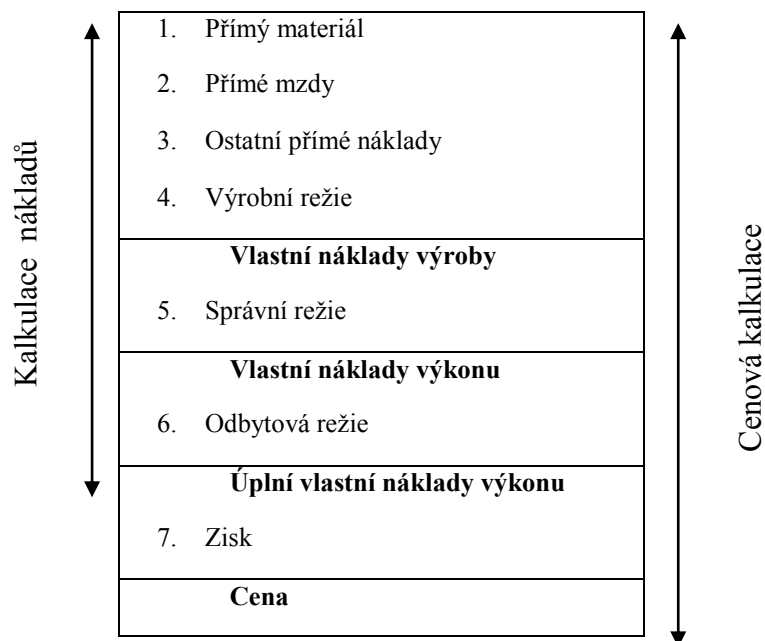 Kalkulace nákladů
1. Přímý materiál
2. Přímé mzdy
3. Ostatní přímé náklady
4. Výrobní režie
Vlastní náklady výroby
5. Správní režie
Vlastní náklady výkonu
6. Odbytová režie
Úplní vlastní náklady výkonu
7. Zisk
Cena
Cenová kalkulace